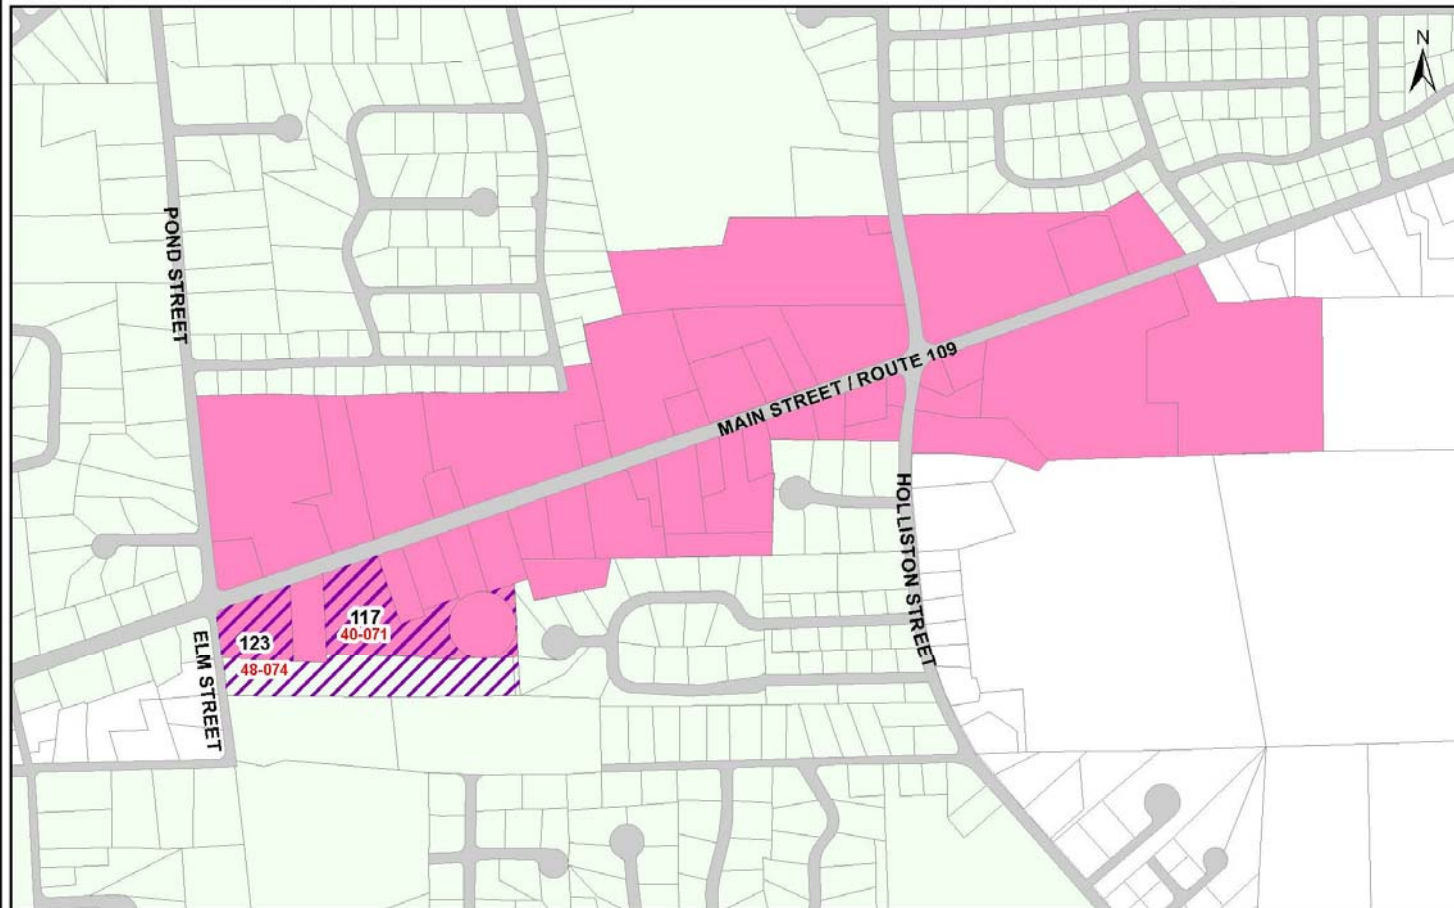 N
POND STREET
MAIN STREET / ROUTE 109
HOLLISTON STREET
117
40-071
123
48-074
ELM STREET